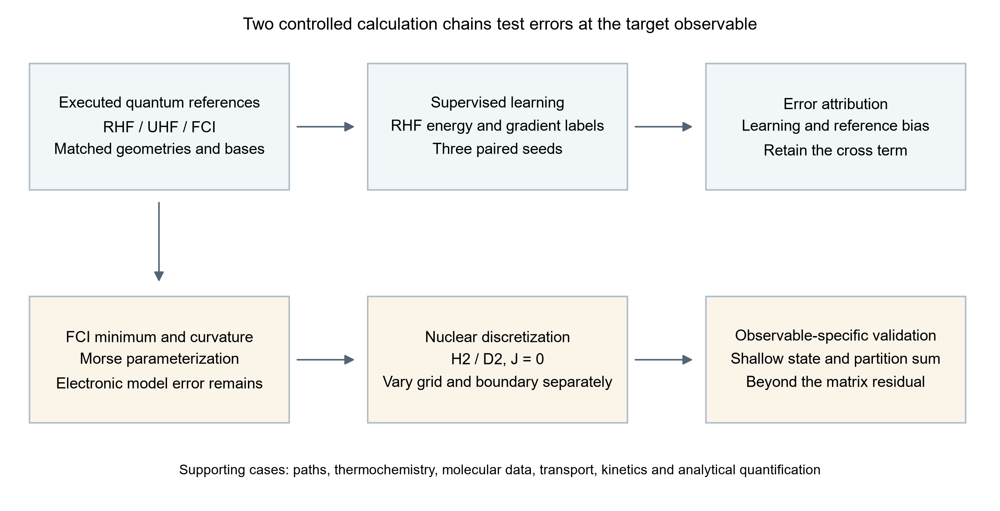 Two controlled calculation chains test errors at the target observable
Executed quantum references
RHF / UHF / FCI
Matched geometries and bases
Supervised learning
RHF energy and gradient labels
Three paired seeds
Error attribution
Learning and reference bias
Retain the cross term
FCI minimum and curvature
Morse parameterization
Electronic model error remains
Nuclear discretization
H2 / D2, J = 0
Vary grid and boundary separately
Observable-specific validation
Shallow state and partition sum
Beyond the matrix residual
Supporting cases: paths, thermochemistry, molecular data, transport, kinetics and analytical quantification